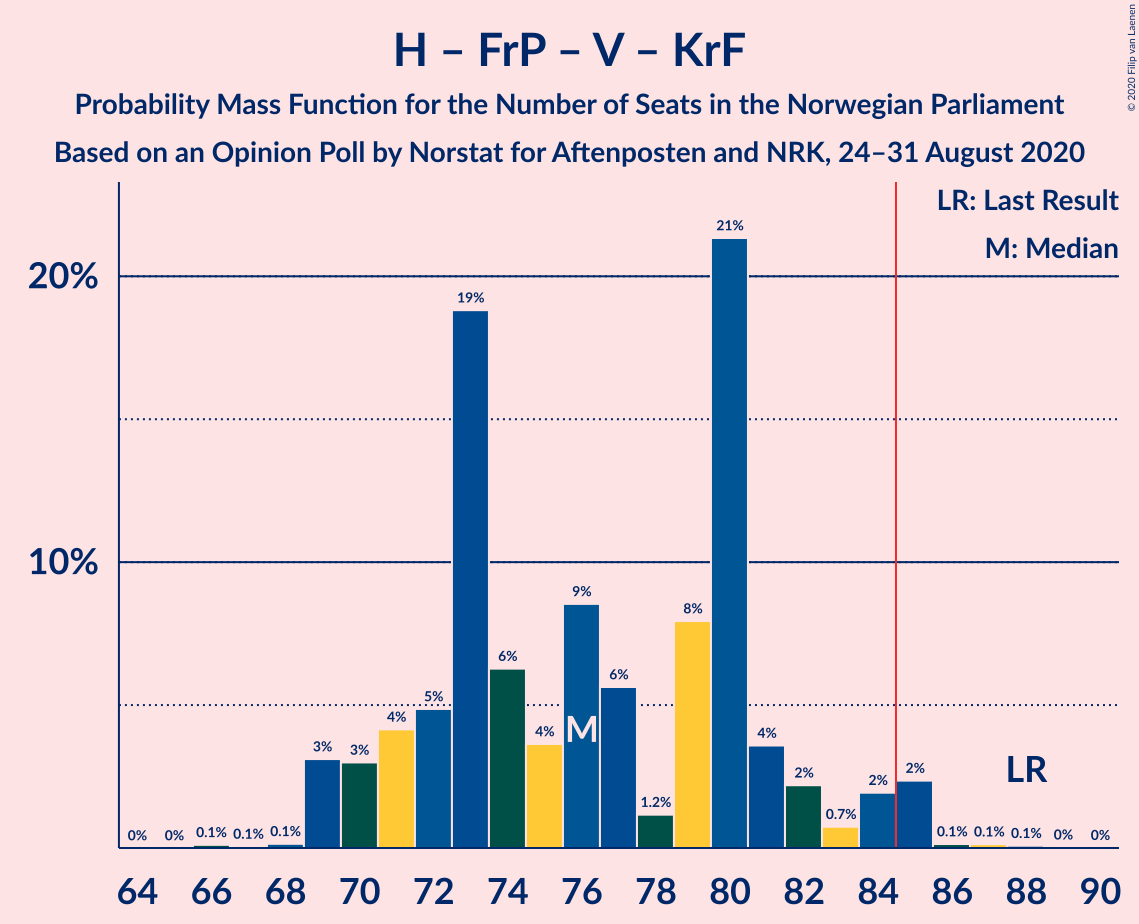 H – FrP – V – KrF
Probability Mass Function for the Number of Seats in the Norwegian Parliament
Based on an Opinion Poll by Norstat for Aftenposten and NRK, 24–31 August 2020
© 2020 Filip van Laenen
LR: Last Result
M: Median
20%
10%
0% 0% 0.1% 0.1% 0.1% 3% 3% 4% 5% 19% 6% 4% 9% 6% 1.2% 8% 21% 4% 2% 0.7% 2% 2% 0.1% 0.1% 0.1% 0% 0%
M
LR
64 66 68 70 72 74 76 78 80 82 84 86 88 90